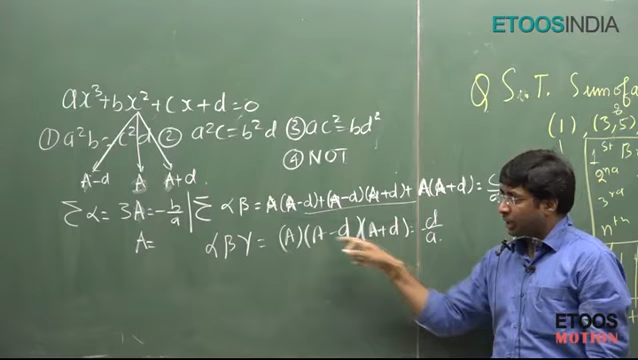 ETOOSINDIA
ax³+bx²+cx+d=0
① a²b=c²d ② a²c=b²d ③ ac²=bd²
④ NOT
A-d A A+d
Σα=3A=-b/a | Σαβ=A(A-d)+(A-d)(A+d)+A(A+d)=
A=
αβγ=(A)(A-d)(A+d)=d/a
Q S.T. Sum of
(1), (3,5)
1st
2nd
3rd
nth
ETOOS
MOTION